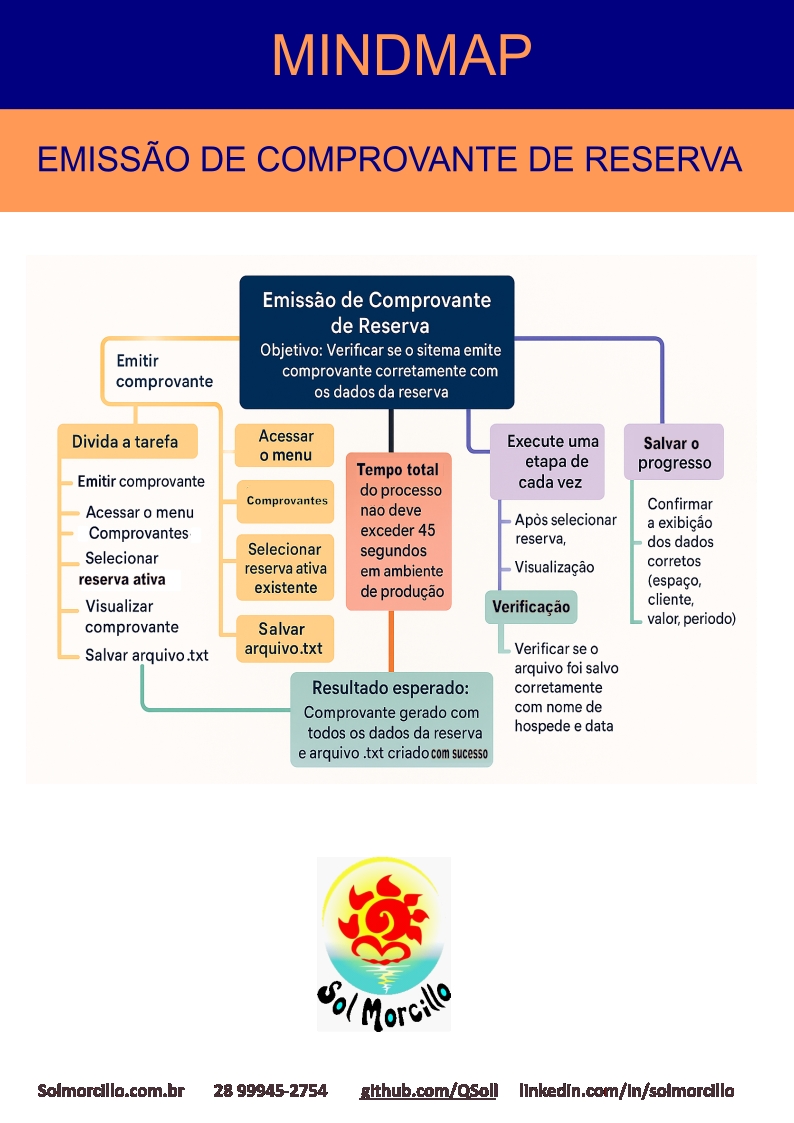 MINDMAP
EMISSÃO DE COMPROVANTE DE RESERVA
Emissão de Comprovante
de Reserva
Objetivo: Verificar se o sitema emite
comprovante corretamente com
os dados da reserva
Emitir
comprovante
Divida a tarefa
Emitir comprovante
Acessar o menu
Comprovantes
Selecionar
reserva ativa
Visualizar
comprovante
Salvar arquivo.txt
Acessar
o menu
Comprovantes
Selecionar
reserva ativa
existente
Salvar
arquivo.txt
Tempo total
do processo
nao deve
exceder 45
segundos
em ambiente
de produção
Execute uma
etapa de
cada vez
Após selecionar
reserva,
Visualizaçâo
Verificação
Verificar se o
arquivo foi salvo
corretamente
com nome de
hospede e data
Salvar o
progresso
Confirmar
a exibição
dos dados
corretos
(espaço,
cliente,
valor, periodo)
Resultado esperado:
Comprovante gerado com
todos os dados da reserva
e arquivo .txt criado com sucesso
Sol Morcillo
Solmorcillo.com.br 28 99945-2754 github.com/QSoll linkedin.com/in/solmorcillo